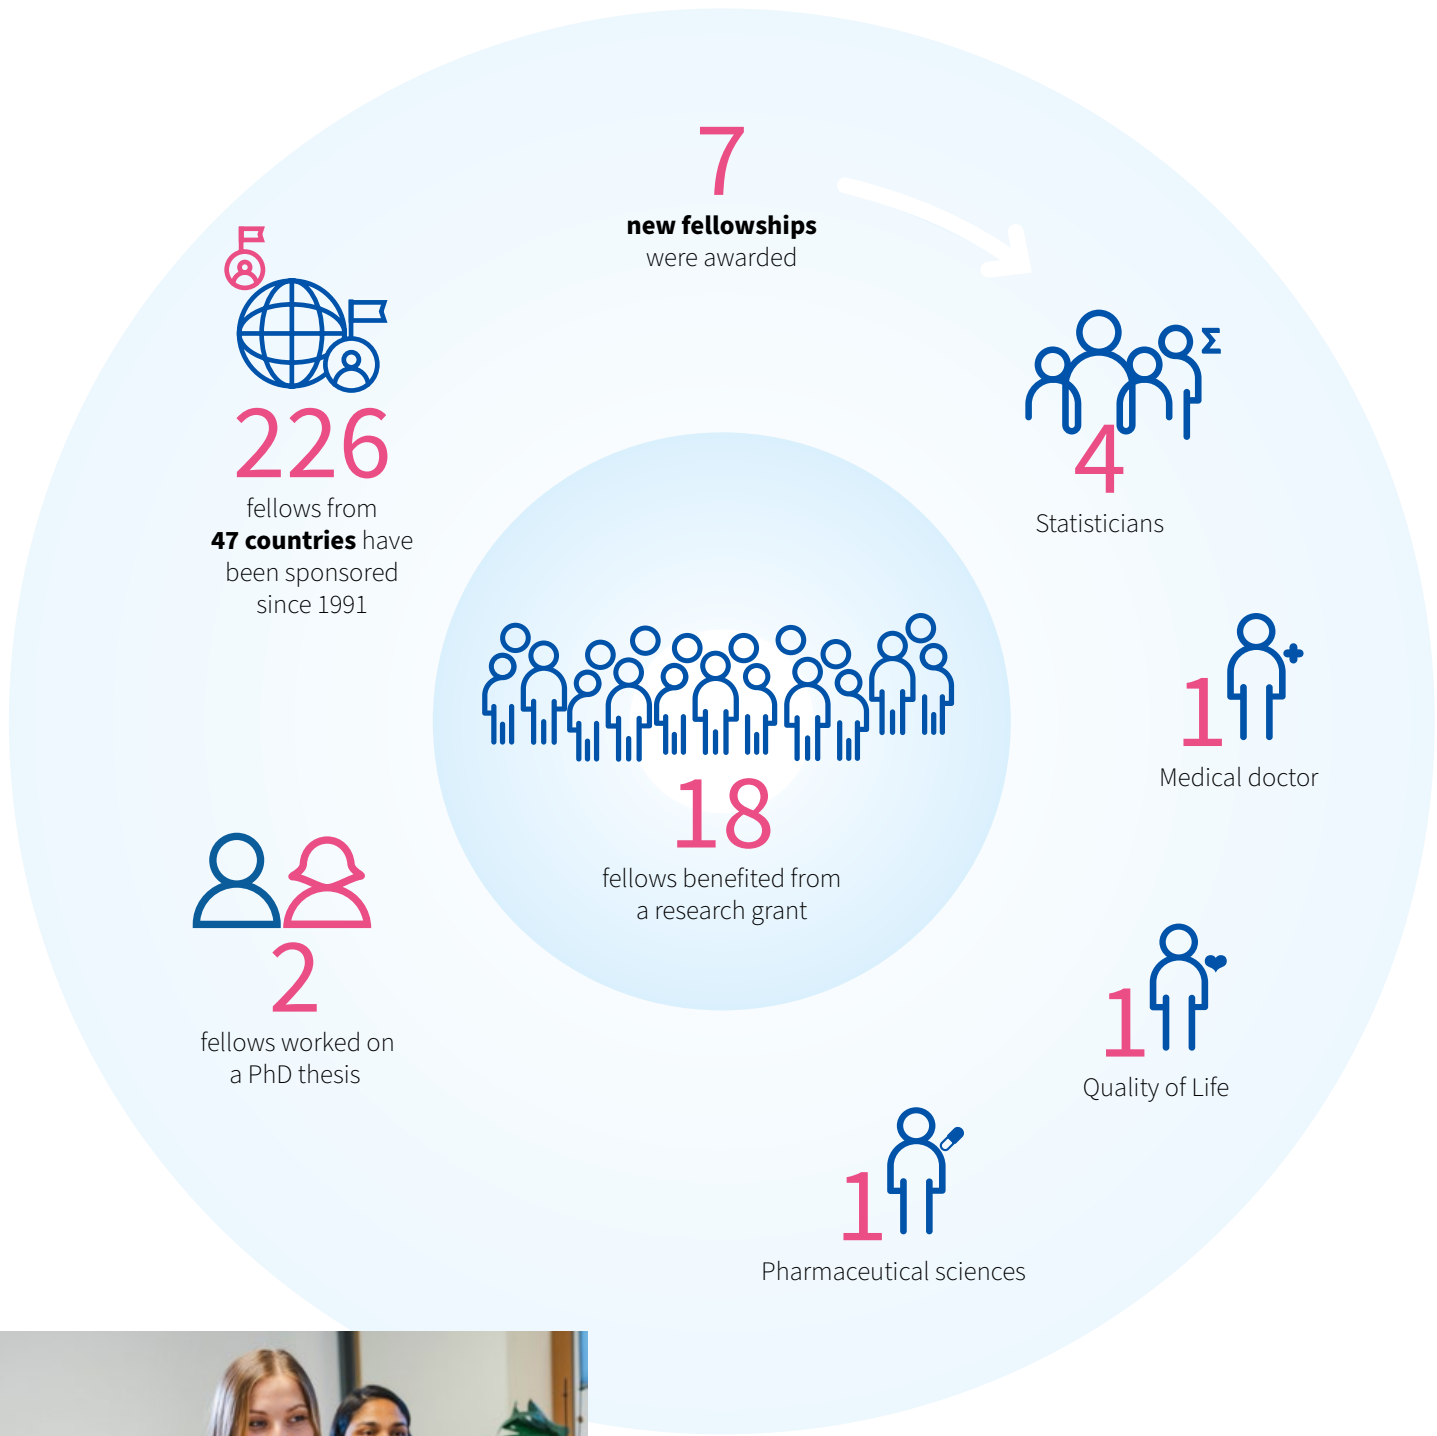 7
new fellowships
were awarded
Σ
4
Statisticians
1
Medical doctor
1
Quality of Life
1
Pharmaceutical sciences
2
fellows worked on
a PhD thesis
226
fellows from
47 countries have
been sponsored
since 1991
18
fellows benefited from
a research grant